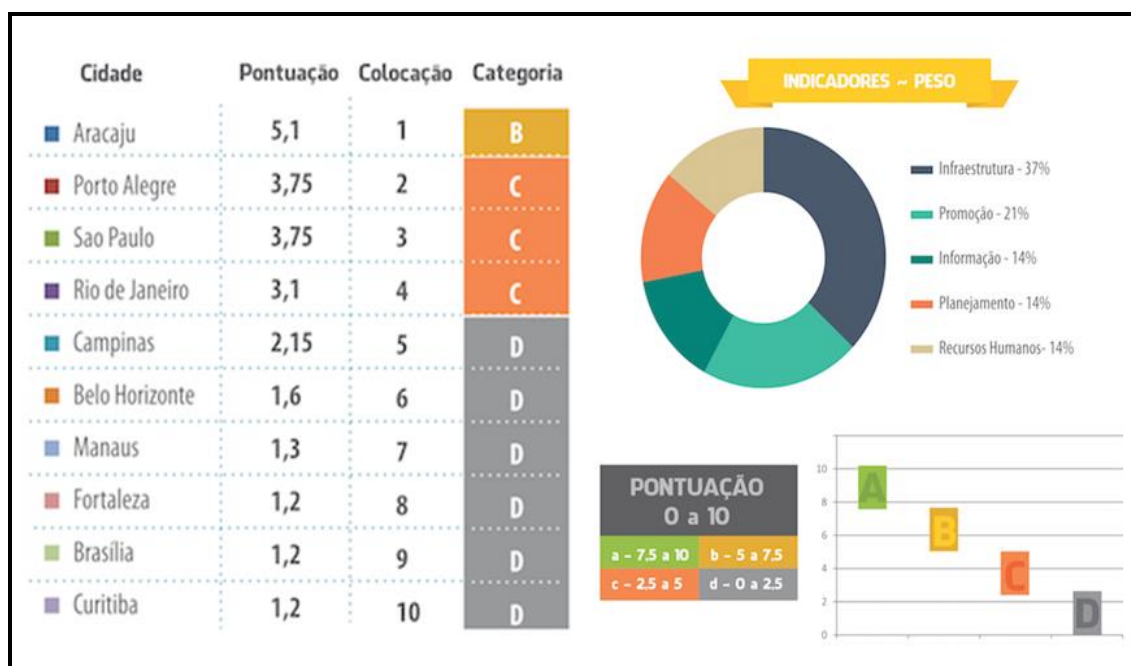 Cidade Pontuação Colocação Categoria
Aracaju 5,1 1 B
Porto Alegre 3,75 2 C
Sao Paulo 3,75 3 C
Rio de Janeiro 3,1 4 C
Campinas 2,15 5 D
Belo Horizonte 1,6 6 D
Manaus 1,3 7 D
Fortaleza 1,2 8 D
Brasília 1,2 9 D
Curitiba 1,2 10 D
INDICADORES ~ PESO
Infraestrutura - 37%
Promoção - 21%
Informação - 14%
Planejamento - 14%
Recursos Humanos- 14%
PONTUAÇÃO
0 a 10
a – 7,5 a 10 b – 5 a 7,5
c – 2,5 a 5 d – 0 a 2,5
10
8
6
4
2
0
A
B
C
D